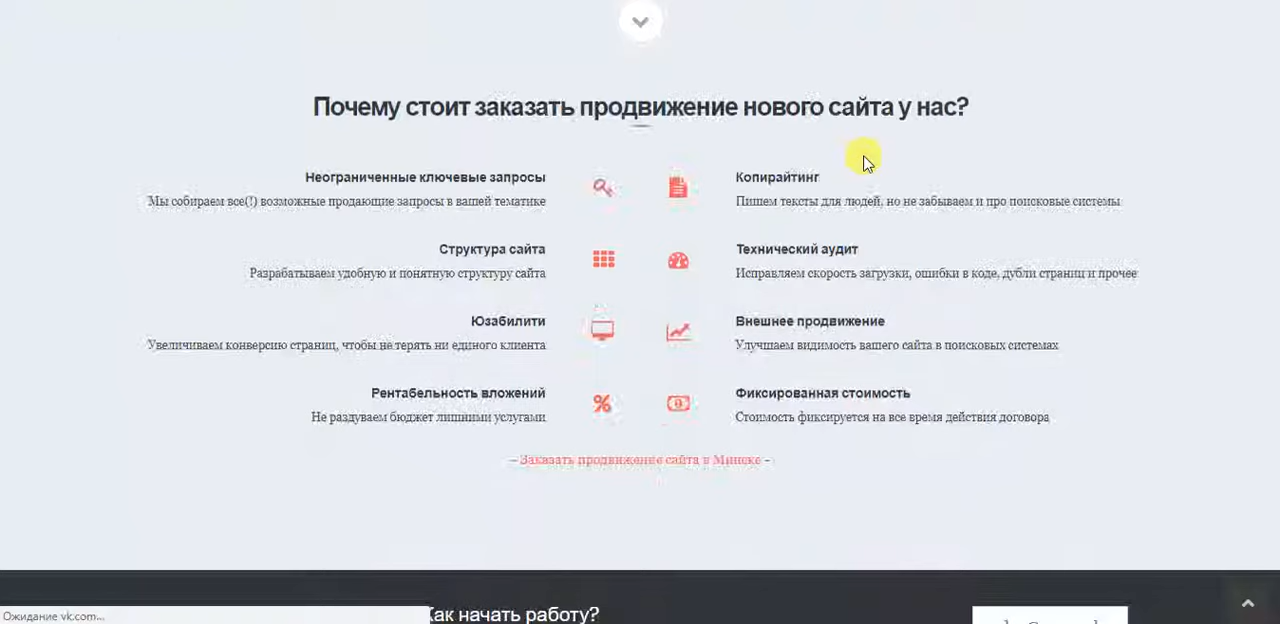 Почему стоит заказать продвижение нового сайта у нас?
Неограниченные ключевые запросы
Мы собираем все(!) возможные продающие запросы в вашей тематике
Копирайтинг
Пишем тексты для людей, но не забываем и про поисковые системы
Структура сайта
Разрабатываем удобную и понятную структуру сайта
Технический аудит
Исправляем скорость загрузки, ошибки в коде, дубли страниц и прочее
Юзабилити
Увеличиваем конверсию страниц, чтобы не терять ни единого клиента
Внешнее продвижение
Улучшаем видимость вашего сайта в поисковых системах
Рентабельность вложений
Не раздуваем бюджет лишними услугами
Фиксированная стоимость
Стоимость фиксируется на все время действия договора
– Заказать продвижение сайта в Минске –
Как начать работу?
Ожидание vk.com...